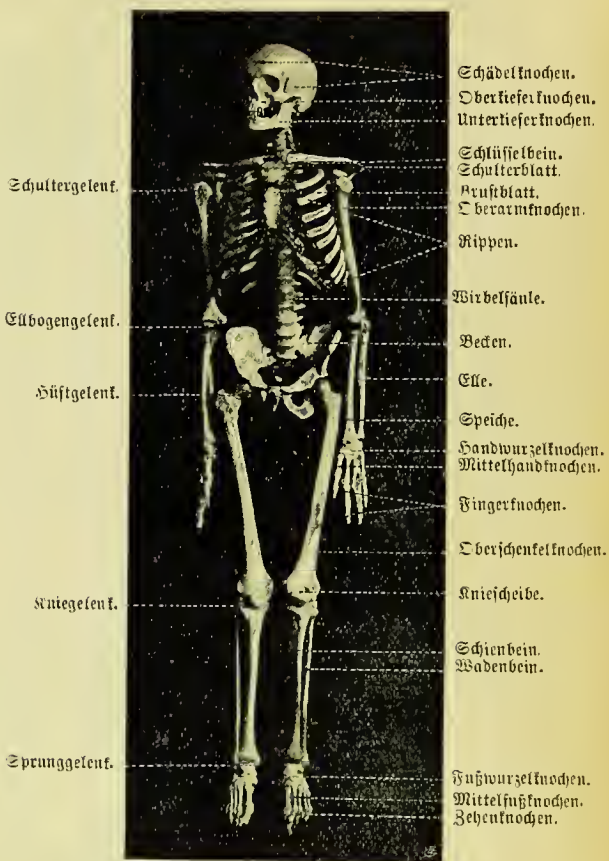 Schultergelenk.
Ellbogengelenk.
Hüftgelenk.
Kniegelenk.
Sprunggelenk.
Schädelknochen.
Oberkieferknochen.
Unterkieferknochen.
Schlüsselbein.
Schulterblatt.
Brustblatt.
Oberarmknochen.
Rippen.
Wirbelsäule.
Becken.
Elle.
Speiche.
Handwurzelknochen.
Mittelhandknochen.
Fingerknochen.
Oberschenkelknochen.
Kniescheibe.
Schienbein.
Wadenbein.
Fußwurzelknochen.
Mittelfußknochen.
Zehenknochen.